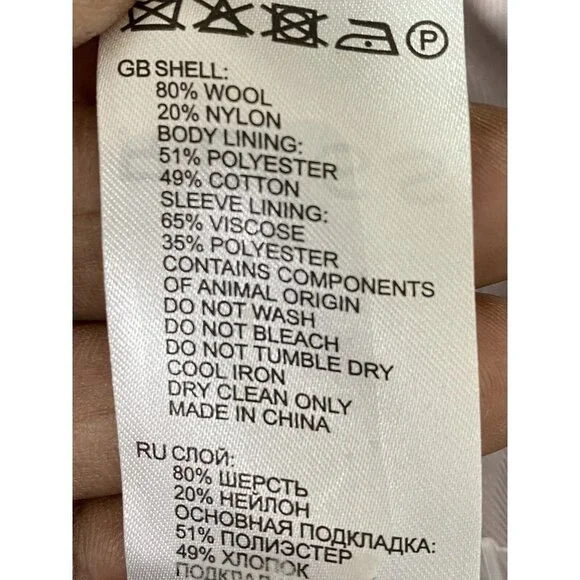 P
GB SHELL:
80% WOOL
20% NYLON
BODY LINING:
51% POLYESTER
49% COTTON
SLEEVE LINING:
65% VISCOSE
35% POLYESTER
CONTAINS COMPONENTS
OF ANIMAL ORIGIN
DO NOT WASH
DO NOT BLEACH
DO NOT TUMBLE DRY
COOL IRON
DRY CLEAN ONLY
MADE IN CHINA
RU СЛОЙ:
80% ШЕРСТЬ
20% НЕЙЛОН
ОСНОВНАЯ ПОДКЛАДКА:
51% ПОЛИЭСТЕР
49% ХЛОПОК